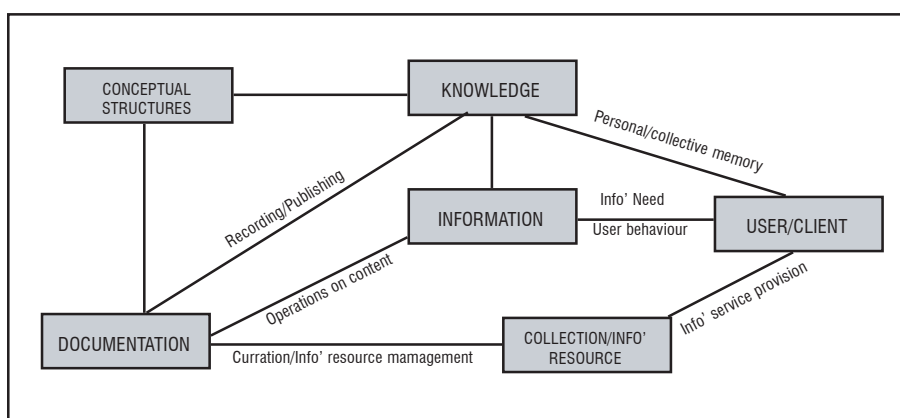 CONCEPTUAL
STRUCTURES
KNOWLEDGE
Personal/collective memory
Recording/Publishing
INFORMATION
Info' Need
User behaviour
USER/CLIENT
Operations on content
Info' service provision
DOCUMENTATION
Curration/Info' resource mamagement
COLLECTION/INFO'
RESOURCE